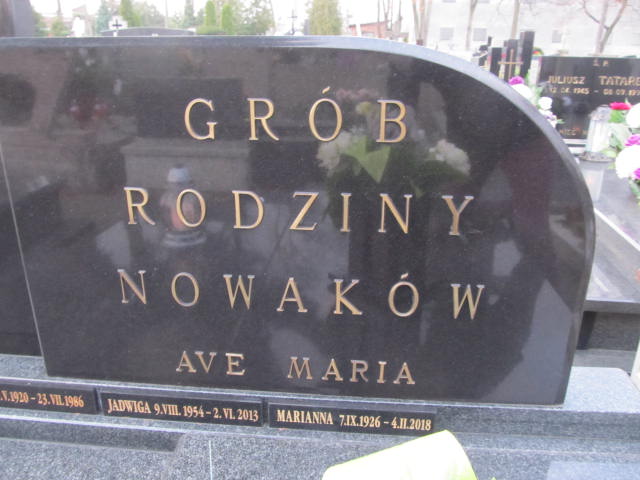 GRÓB
RODZINY
NOWAKÓW
AVE MARIA
V.1920 - 23.VII.1986
JADWIGA 9.VIII.1954 - 2.VI.2013
MARIANNA 7.IX.1926 - 4.II.2018
Ś. P.
JULIUSZ